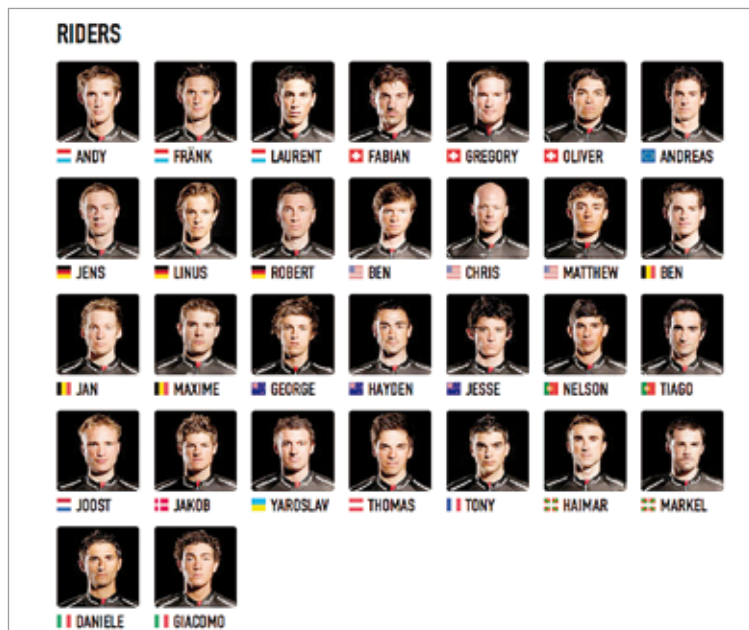 RIDERS
ANDY FRÄNK LAURENT FABIAN GREGORY OLIVER ANDREAS
JENS LINUS ROBERT BEN CHRIS MATTHEW BEN
JAN MAXIME GEORGE HAYDEN JESSE NELSON TIAGO
JOOST JAKOB YAROSLAV THOMAS TONY HAIMAR MARKEL
DANIELE GIACOMO